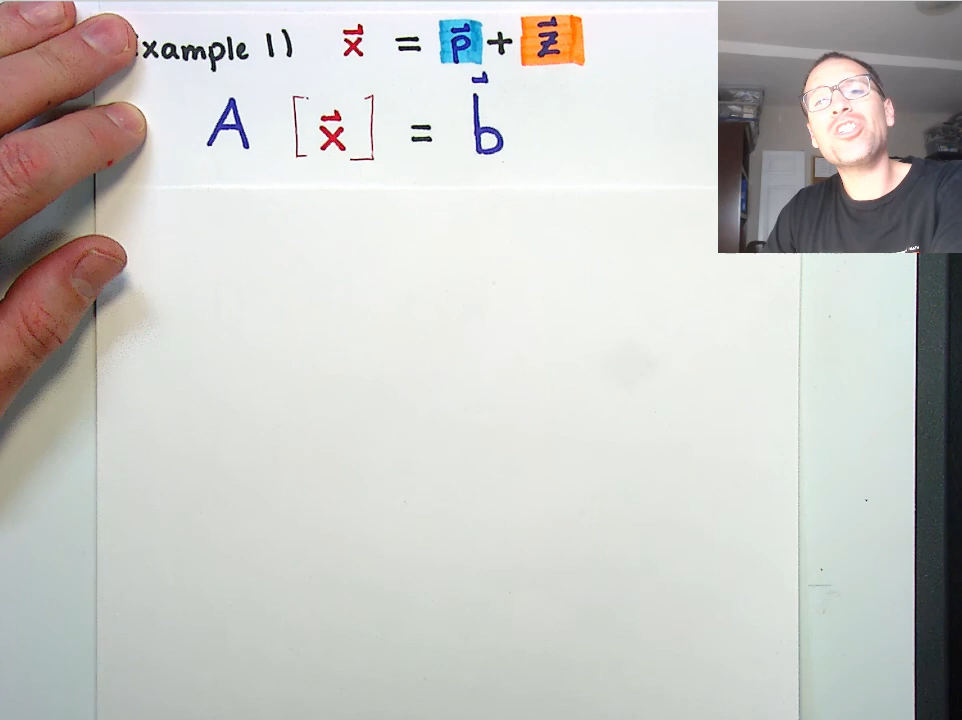 xample 1) x⃗ = p⃗ + z⃗
A [x⃗] = b⃗